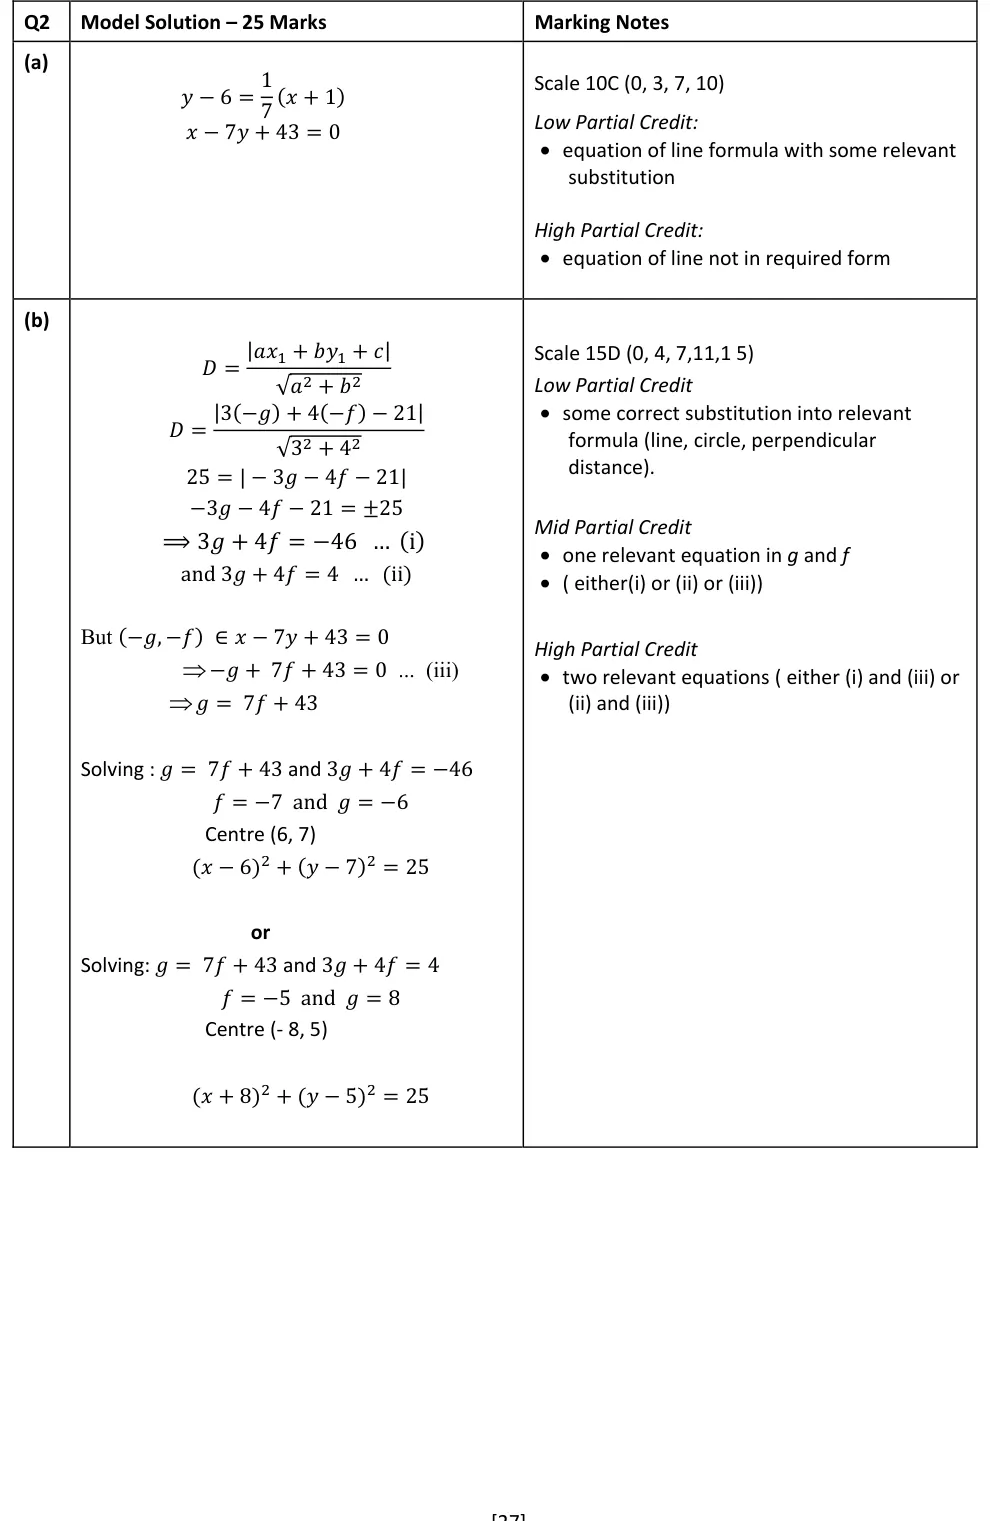 Q2 Model Solution – 25 Marks Marking Notes
(a)
y − 6 = 1/7 (x + 1)
x − 7y + 43 = 0
Scale 10C (0, 3, 7, 10)
Low Partial Credit:
• equation of line formula with some relevant
substitution
High Partial Credit:
• equation of line not in required form
(b)
D = |ax₁ + by₁ + c| / √(a² + b²)
D = |3(−g) + 4(−f) − 21| / √(3² + 4²)
25 = | − 3g − 4f − 21|
−3g − 4f − 21 = ±25
⟹ 3g + 4f = −46 … (i)
and 3g + 4f = 4 … (ii)
But (−g, −f) ∈ x − 7y + 43 = 0
⇒ −g + 7f + 43 = 0 … (iii)
⇒ g = 7f + 43
Solving : g = 7f + 43 and 3g + 4f = −46
f = −7 and g = −6
Centre (6, 7)
(x − 6)² + (y − 7)² = 25
or
Solving: g = 7f + 43 and 3g + 4f = 4
f = −5 and g = 8
Centre (- 8, 5)
(x + 8)² + (y − 5)² = 25
Scale 15D (0, 4, 7,11,1 5)
Low Partial Credit
• some correct substitution into relevant
formula (line, circle, perpendicular
distance).
Mid Partial Credit
• one relevant equation in g and f
• ( either(i) or (ii) or (iii))
High Partial Credit
• two relevant equations ( either (i) and (iii) or
(ii) and (iii))
[27]